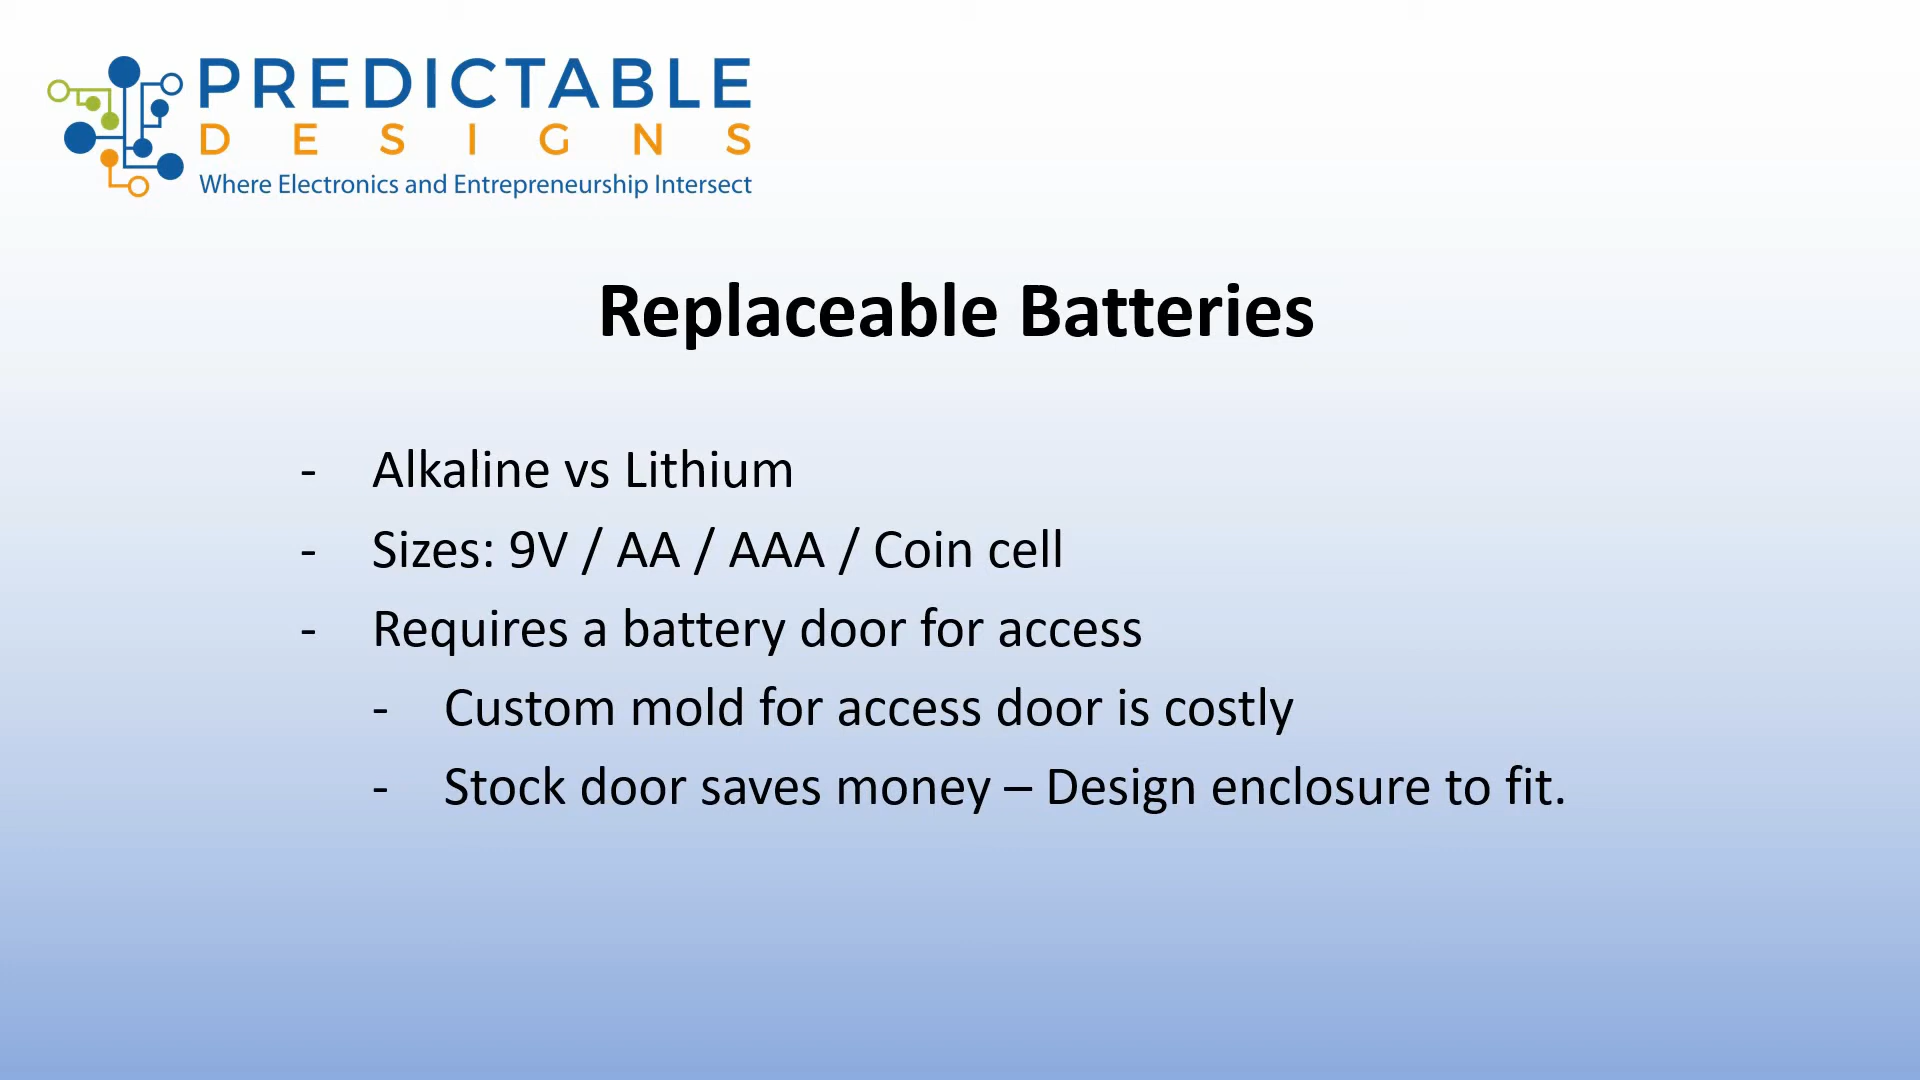 PREDICTABLE
DESIGNS
Where Electronics and Entrepreneurship Intersect
Replaceable Batteries
- Alkaline vs Lithium
- Sizes: 9V / AA / AAA / Coin cell
- Requires a battery door for access
- Custom mold for access door is costly
- Stock door saves money – Design enclosure to fit.